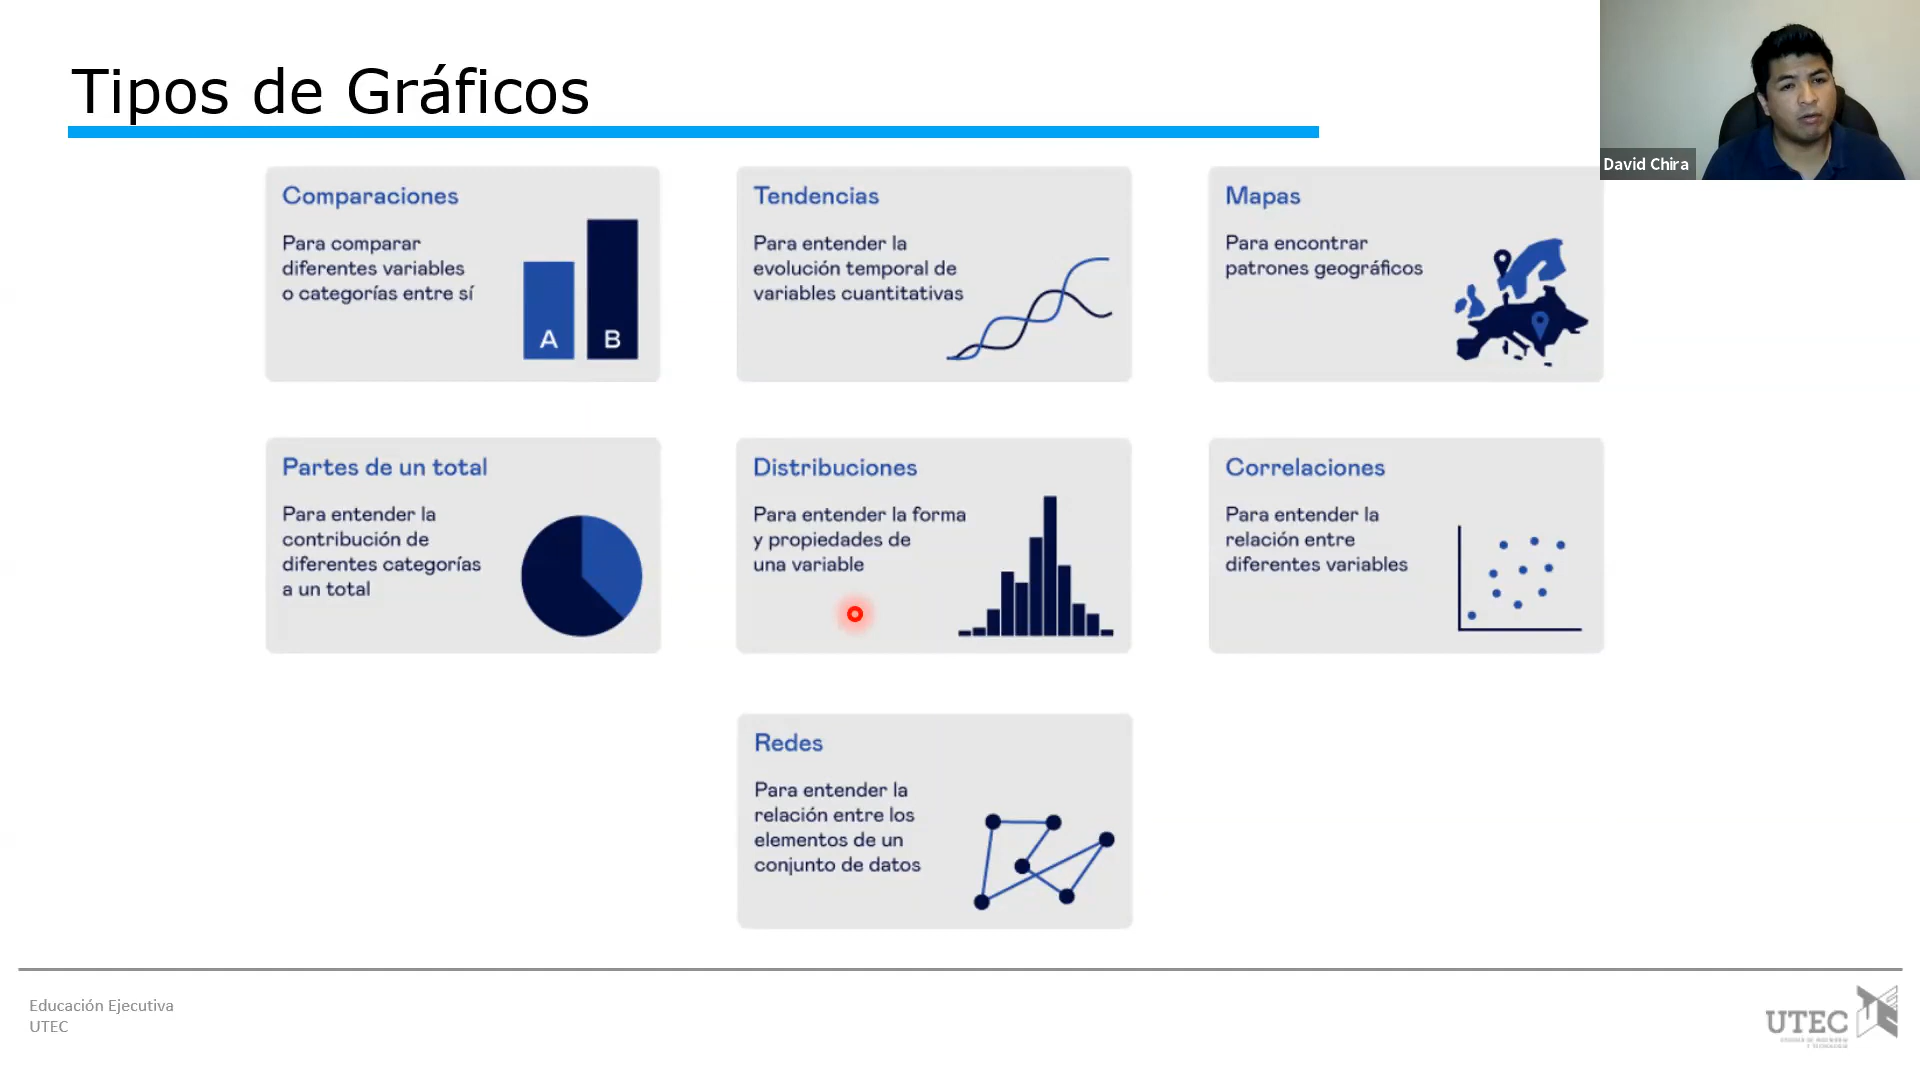 Tipos de Gráficos
David Chira
Comparaciones
Para comparar
diferentes variables
o categorías entre sí
A
B
Tendencias
Para entender la
evolución temporal de
variables cuantitativas
Mapas
Para encontrar
patrones geográficos
Partes de un total
Para entender la
contribución de
diferentes categorías
a un total
Distribuciones
Para entender la forma
y propiedades de
una variable
Correlaciones
Para entender la
relación entre
diferentes variables
Redes
Para entender la
relación entre los
elementos de un
conjunto de datos
Educación Ejecutiva
UTEC
UTEC